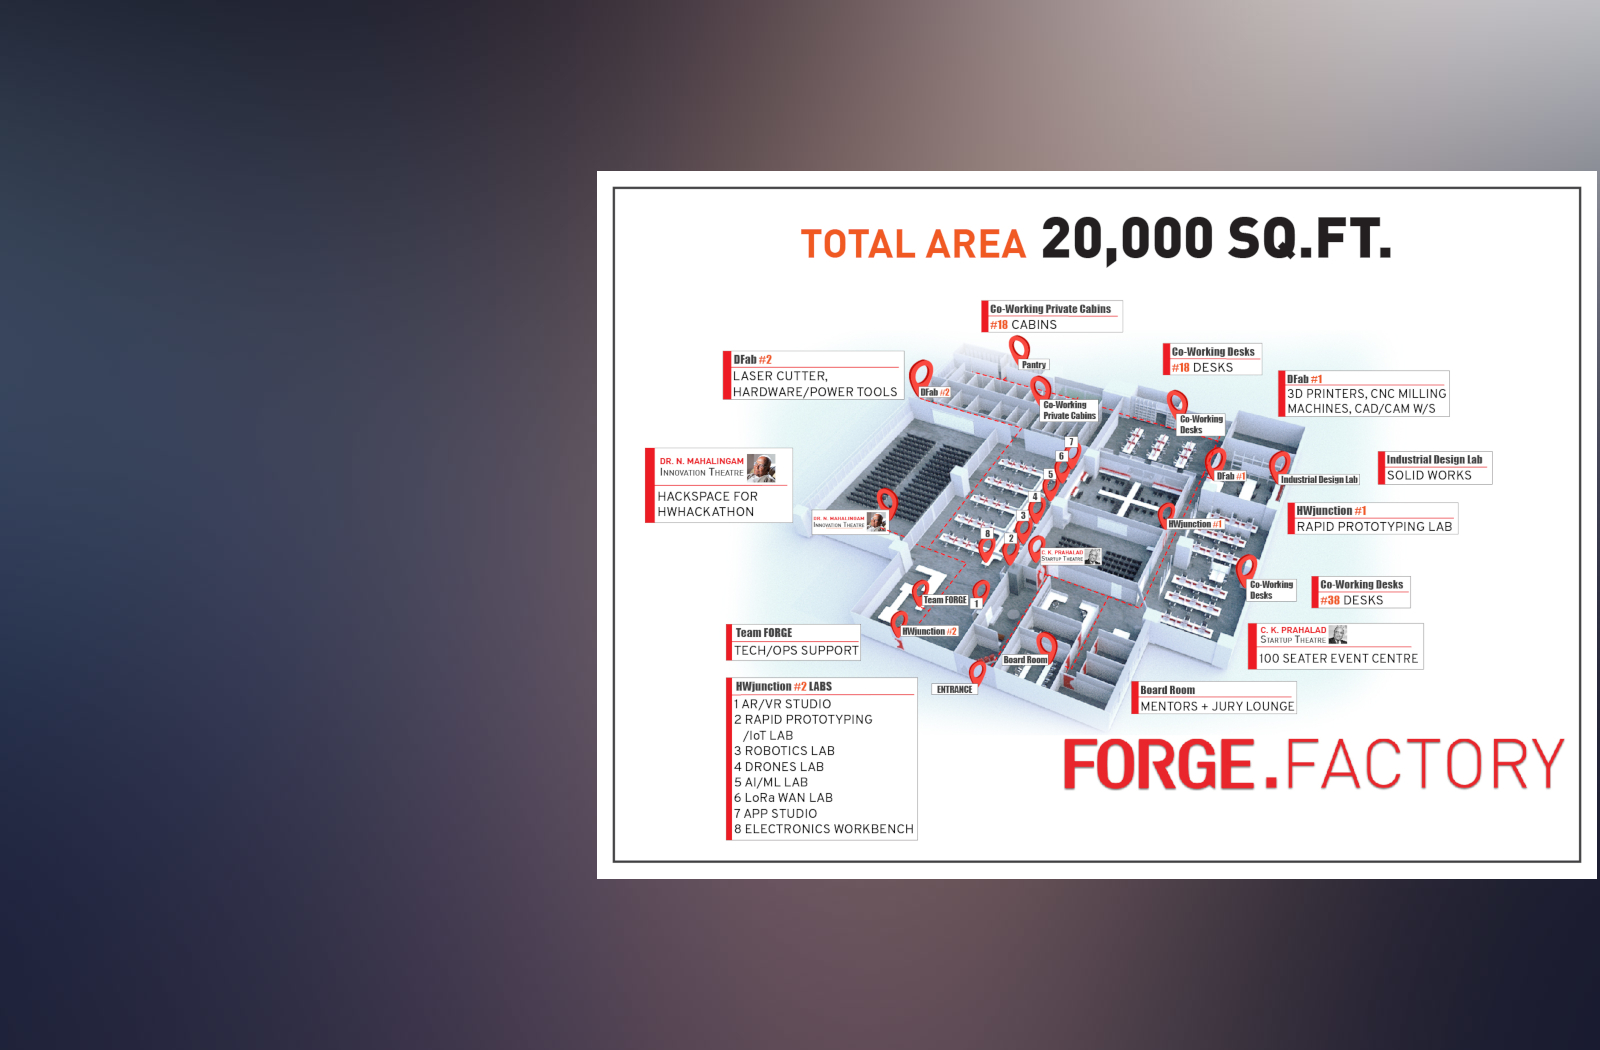 TOTAL AREA 20,000 SQ.FT.
Co-Working Private Cabins
#18 CABINS
Co-Working Desks
#18 DESKS
DFab #2
LASER CUTTER,
HARDWARE/POWER TOOLS
DFab #1
3D PRINTERS, CNC MILLING
MACHINES, CAD/CAM W/S
Pantry
DFab #2
Co-Working
Private Cabins
Co-Working
Desks
DR. N. MAHALINGAM
INNOVATION THEATRE
HACKSPACE FOR
HWHACKATHON
7
6
5
4
3
2
8
1
DFab #1
Industrial Design Lab
Industrial Design Lab
SOLID WORKS
DR. N. MAHALINGAM
INNOVATION THEATRE
HWjunction #1
HWjunction #1
RAPID PROTOTYPING LAB
C. K. PRAHALAD
STARTUP THEATRE
Co-Working
Desks
Co-Working Desks
#38 DESKS
Team FORGE
HWjunction #2
Team FORGE
TECH/OPS SUPPORT
C. K. PRAHALAD
STARTUP THEATRE
100 SEATER EVENT CENTRE
Board Room
ENTRANCE
Board Room
MENTORS + JURY LOUNGE
HWjunction #2 LABS
1 AR/VR STUDIO
2 RAPID PROTOTYPING
/IoT LAB
3 ROBOTICS LAB
4 DRONES LAB
5 AI/ML LAB
6 LoRa WAN LAB
7 APP STUDIO
8 ELECTRONICS WORKBENCH
FORGE.FACTORY